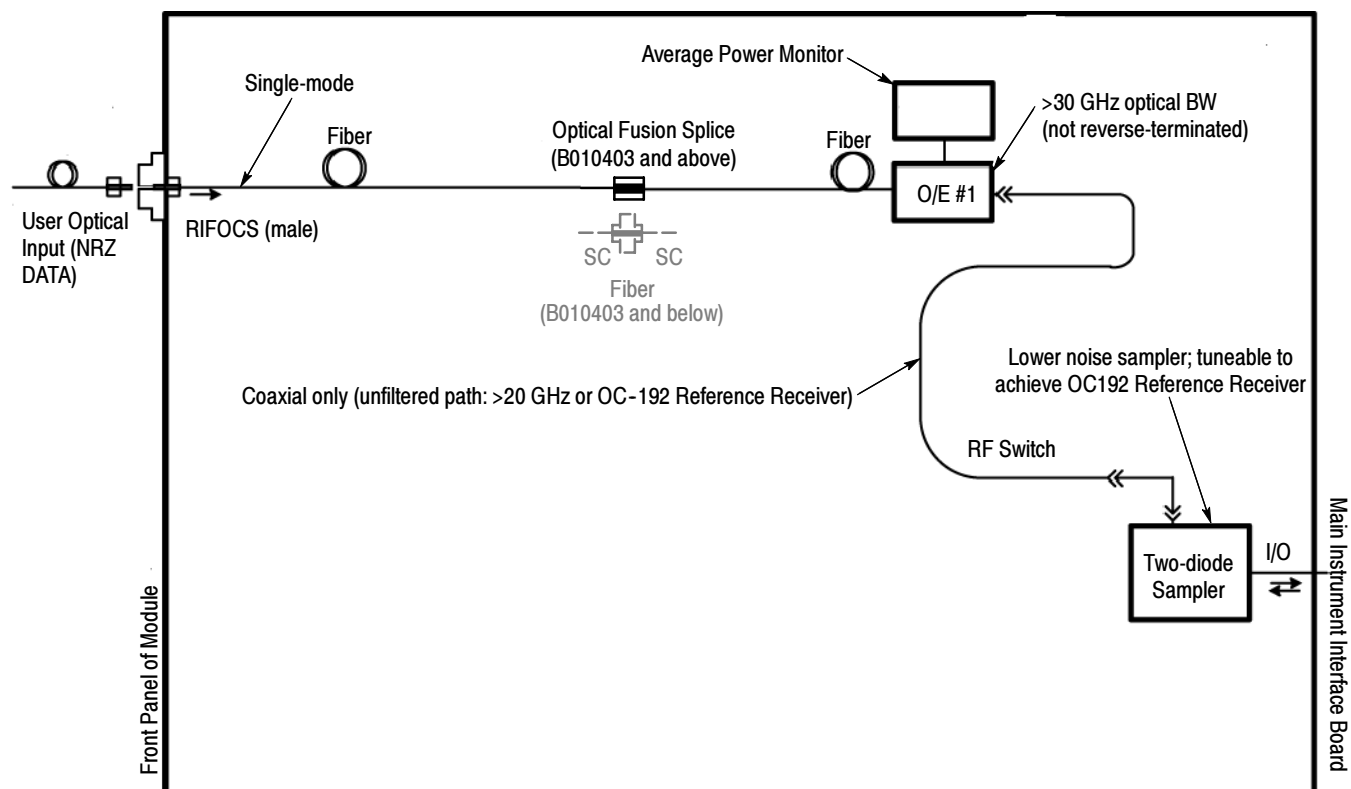 Average Power Monitor
Single-mode
>30 GHz optical BW
(not reverse-terminated)
Fiber
Optical Fusion Splice
(B010403 and above)
Fiber
O/E #1
User Optical
Input (NRZ
DATA)
RIFOCS (male)
SC
SC
Fiber
(B010403 and below)
Lower noise sampler; tuneable to
achieve OC192 Reference Receiver
Coaxial only (unfiltered path: >20 GHz or OC-192 Reference Receiver)
RF Switch
I/O
Two-diode
Sampler
Front Panel of Module
Main Instrument Interface Board